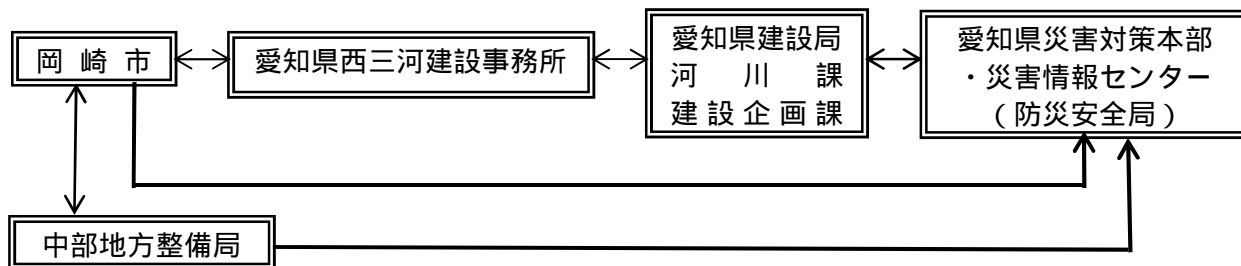 岡崎市
愛知県西三河建設事務所
愛知県建設局
河川課
建設企画課
愛知県災害対策本部
・災害情報センター
（防災安全局）
中部地方整備局